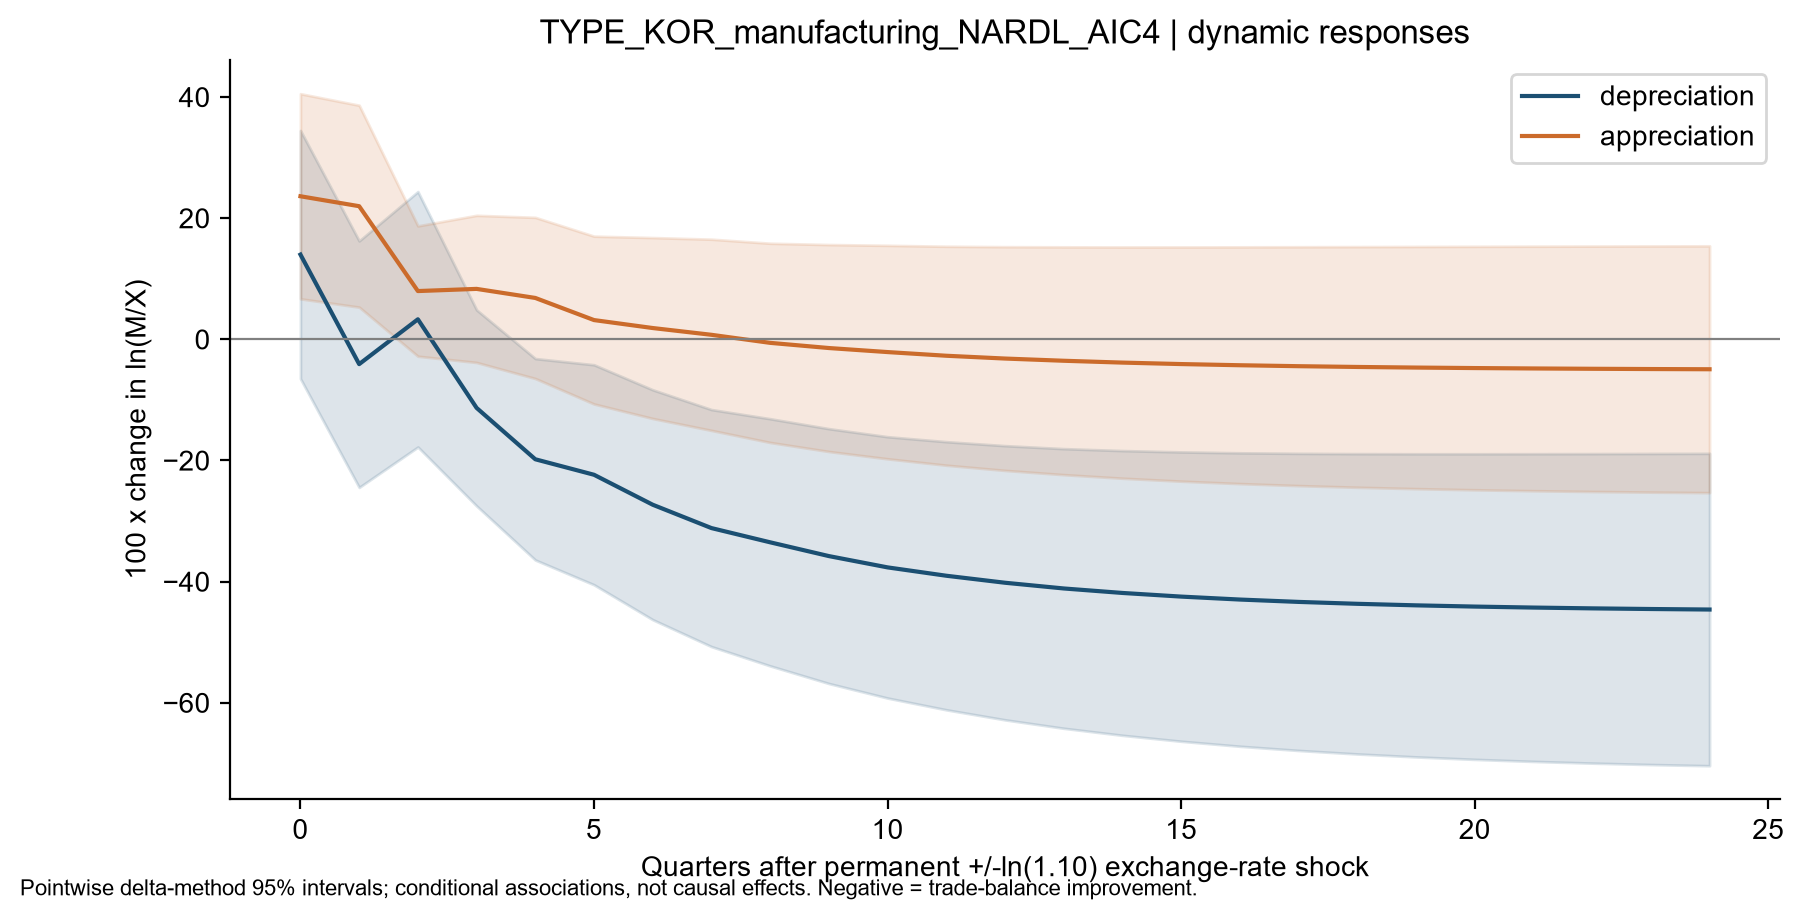 TYPE_KOR_manufacturing_NARDL_AIC4 | dynamic responses
depreciation
appreciation
100 x change in ln(M/X)
40
20
0
−20
−40
−60
0
5
10
15
20
25
Quarters after permanent +/-ln(1.10) exchange-rate shock
Pointwise delta-method 95% intervals; conditional associations, not causal effects. Negative = trade-balance improvement.